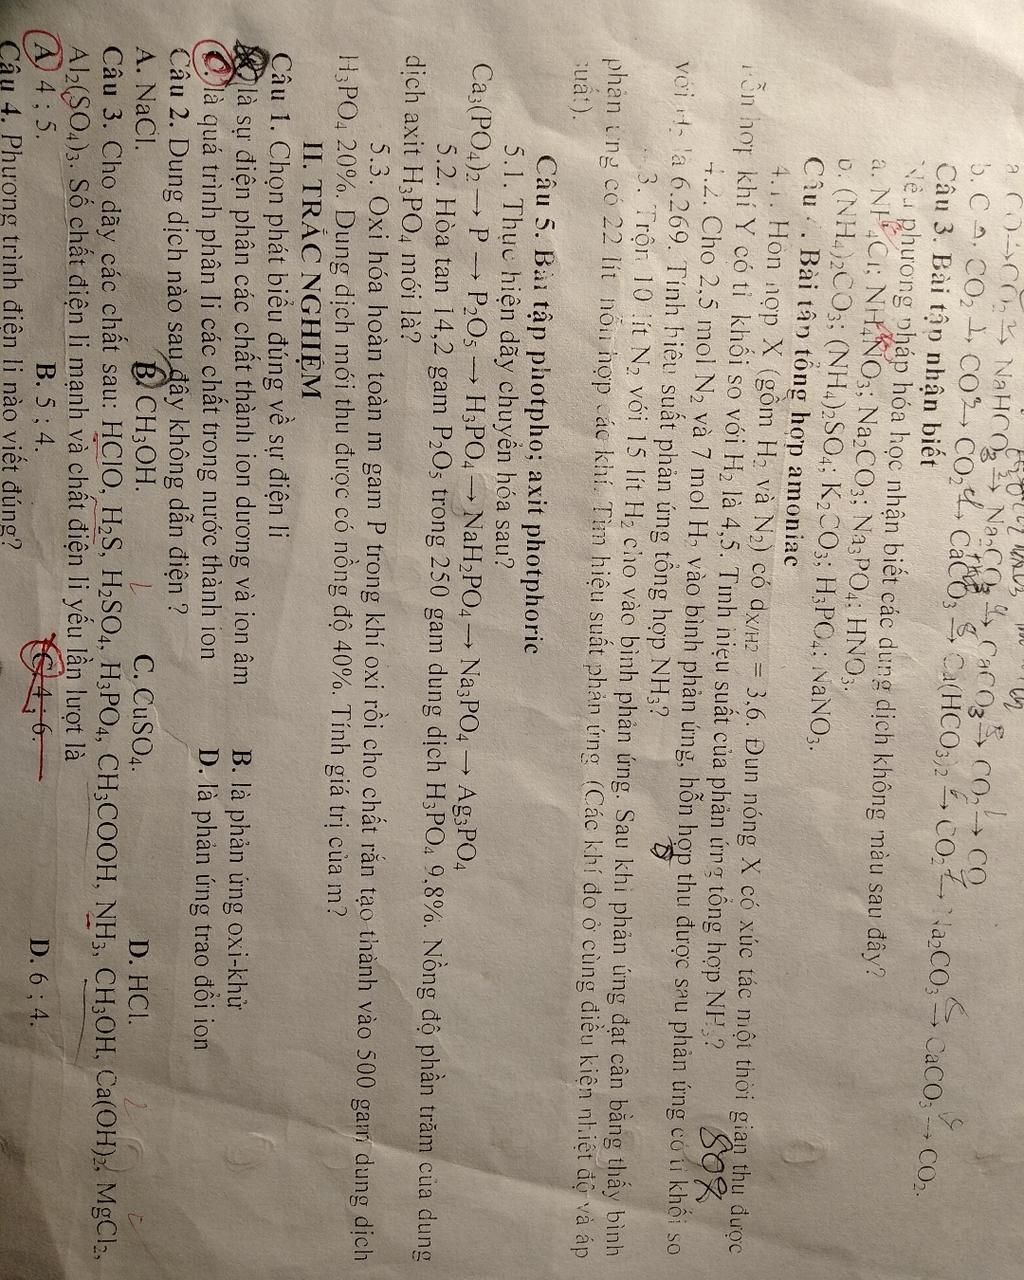 a. C → CO₂ → NaHCO₃ → Na₂CO₃ → CaCO₃ → CO₂ → CO
b. C → CO₂ → CO → CO₂ → CaCO₃ → Ca(HCO₃)₂ → CO₂ → Na₂CO₃ → CaCO₃ → CO₂.
Câu 3. Bài tập nhận biết
Nêu phương pháp hóa học nhận biết các dung dịch không màu sau đây?
a. NH₄Cl; NH₄NO₃; Na₂CO₃; Na₃PO₄; HNO₃.
b. (NH₄)₂CO₃; (NH₄)₂SO₄; K₂CO₃; H₃PO₄; NaNO₃.
Câu . Bài tập tổng hợp amoniac
4.1. Hỗn hợp X (gồm H₂ và N₂) có dX/H2 = 3,6. Đun nóng X có xúc tác một thời gian thu được
hỗn hợp khí Y có tỉ khối so với H₂ là 4,5. Tính hiệu suất của phản ứng tổng hợp NH₃?
80%
4.2. Cho 2,5 mol N₂ và 7 mol H₂ vào bình phản ứng, hỗn hợp thu được sau phản ứng có tỉ khối so
với H₂ là 6.269. Tính hiệu suất phản ứng tổng hợp NH₃?
3. Trộn 10 lít N₂ với 15 lít H₂ cho vào bình phản ứng. Sau khi phản ứng đạt cân bằng thấy bình
phản ứng có 22 lít hỗn hợp các khí. Tìm hiệu suất phản ứng (Các khí đo ở cùng điều kiện nhiệt độ và áp
suất).
Câu 5. Bài tập photpho; axit photphoric
5.1. Thực hiện dãy chuyển hóa sau?
Ca₃(PO₄)₂ → P → P₂O₅ → H₃PO₄ → NaH₂PO₄ → Na₃PO₄ → Ag₃PO₄
5.2. Hòa tan 14,2 gam P₂O₅ trong 250 gam dung dịch H₃PO₄ 9,8%. Nồng độ phần trăm của dung
dịch axit H₃PO₄ mới là?
5.3. Oxi hóa hoàn toàn m gam P trong khí oxi rồi cho chất rắn tạo thành vào 500 gam dung dịch
H₃PO₄ 20%. Dung dịch mới thu được có nồng độ 40%. Tính giá trị của m?
II. TRẮC NGHIỆM
Câu 1. Chọn phát biểu đúng về sự điện li
A. là sự điện phân các chất thành ion dương và ion âm B. là phản ứng oxi-khử
C. là quá trình phân li các chất trong nước thành ion D. là phản ứng trao đổi ion
Câu 2. Dung dịch nào sau đây không dẫn điện ?
A. NaCl. B. CH₃OH. C. CuSO₄. D. HCl.
Câu 3. Cho dãy các chất sau: HClO, H₂S, H₂SO₄, H₃PO₄, CH₃COOH, NH₃, CH₃OH, Ca(OH)₂, MgCl₂,
Al₂(SO₄)₃. Số chất điện li mạnh và chất điện li yếu lần lượt là
A 4 ; 5. B. 5 ; 4. C. 4 ; 6. D. 6 ; 4.
Câu 4. Phương trình điện li nào viết đúng?